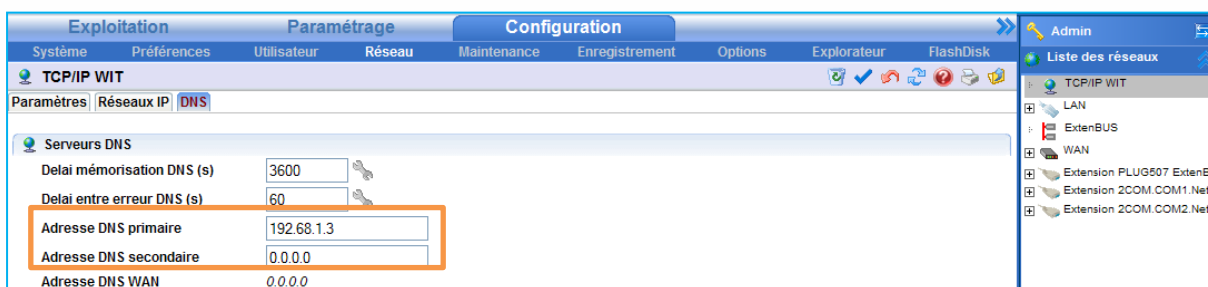 Exploitation Paramétrage Configuration
Système Préférences Utilisateur Réseau Maintenance Enregistrement Options Explorateur FlashDisk
TCP/IP WIT
Paramètres Réseaux IP DNS
Serveurs DNS
Delai mémorisation DNS (s) 3600
Delai entre erreur DNS (s) 60
Adresse DNS primaire 192.68.1.3
Adresse DNS secondaire 0.0.0.0
Adresse DNS WAN 0.0.0.0
Admin
Liste des réseaux
TCP/IP WIT
LAN
ExtenBUS
WAN
Extension PLUG507 ExtenB
Extension 2COM.COM1.Net
Extension 2COM.COM2.Net